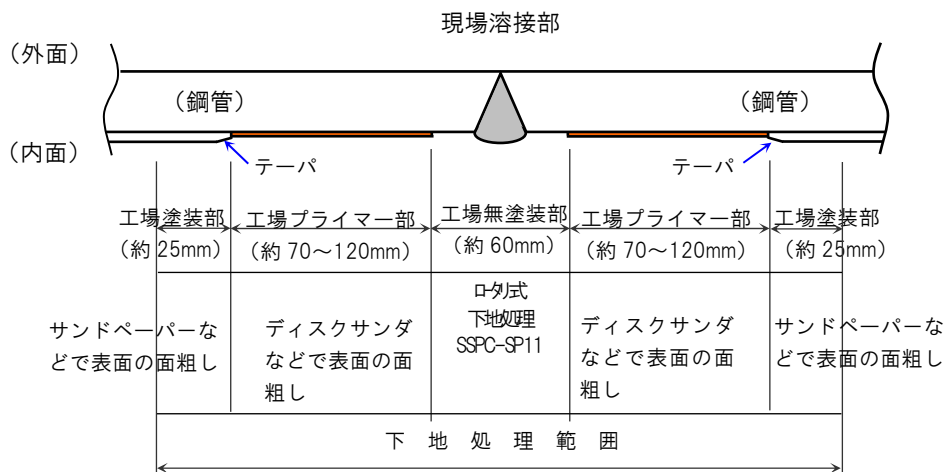 現場溶接部
（外面）
（鋼管）
（鋼管）
（内面）
テーパ
テーパ
工場塗装部
（約25mm）
工場プライマー部
（約70～120mm）
工場無塗装部
（約60mm）
工場プライマー部
（約70～120mm）
工場塗装部
（約25mm）
サンドペーパーな
どで表面の面粗し
ディスクサンダ
などで表面の面
粗し
ロータリ式
下地処理
SSPC-SP11
ディスクサンダ
などで表面の面
粗し
サンドペーパーな
どで表面の面粗し
下地処理範囲